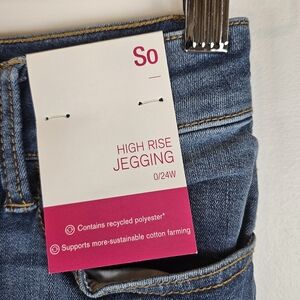 So
HIGH RISE
JEGGING
0/24W
Contains recycled polyester*
Supports more-sustainable cotton farming